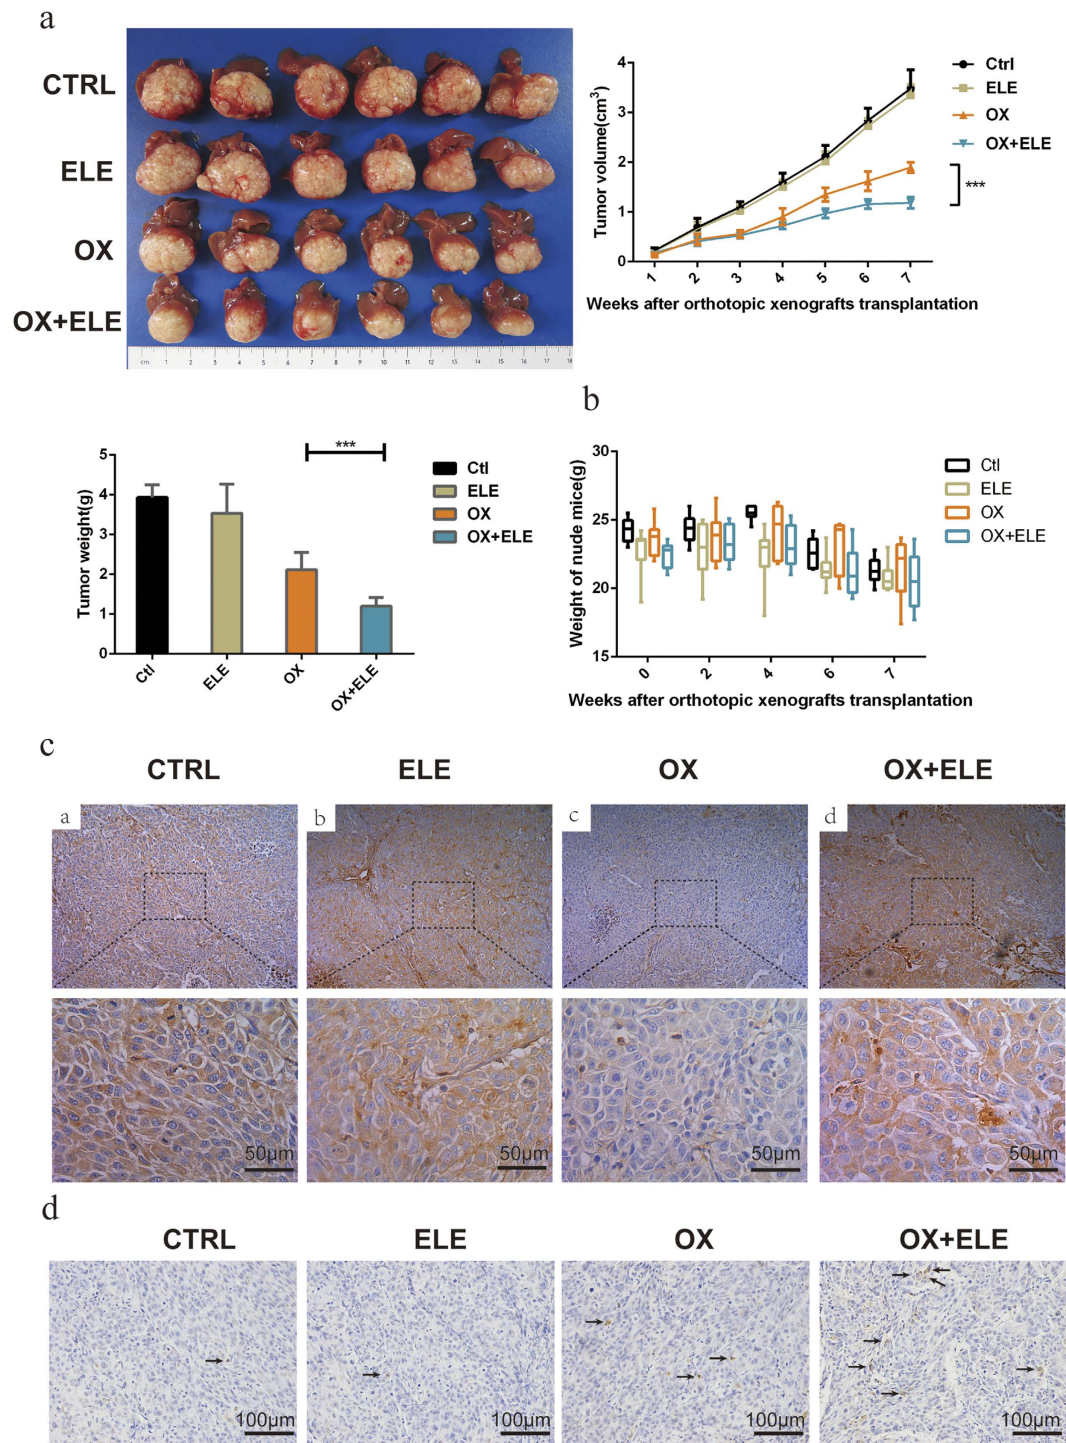 a
CTRL
ELE
OX
OX+ELE
cm 1 2 3 4 5 6 7 8 9 10 11 12 13 14 15 16 17 18
Tumor volume(cm³)
4
3
2
1
0
1 2 3 4 5 6 7
Weeks after orthotopic xenografts transplantation
Ctrl
ELE
OX
OX+ELE
***
Tumor weight(g)
5
4
3
2
1
0
Ctl ELE OX OX+ELE
***
Ctl
ELE
OX
OX+ELE
b
Weight of nude mice(g)
30
25
20
15
0 2 4 6 7
Weeks after orthotopic xenografts transplantation
Ctl
ELE
OX
OX+ELE
c
CTRL ELE OX OX+ELE
a b c d
50μm 50μm 50μm 50μm
d
CTRL ELE OX OX+ELE
100μm 100μm 100μm 100μm